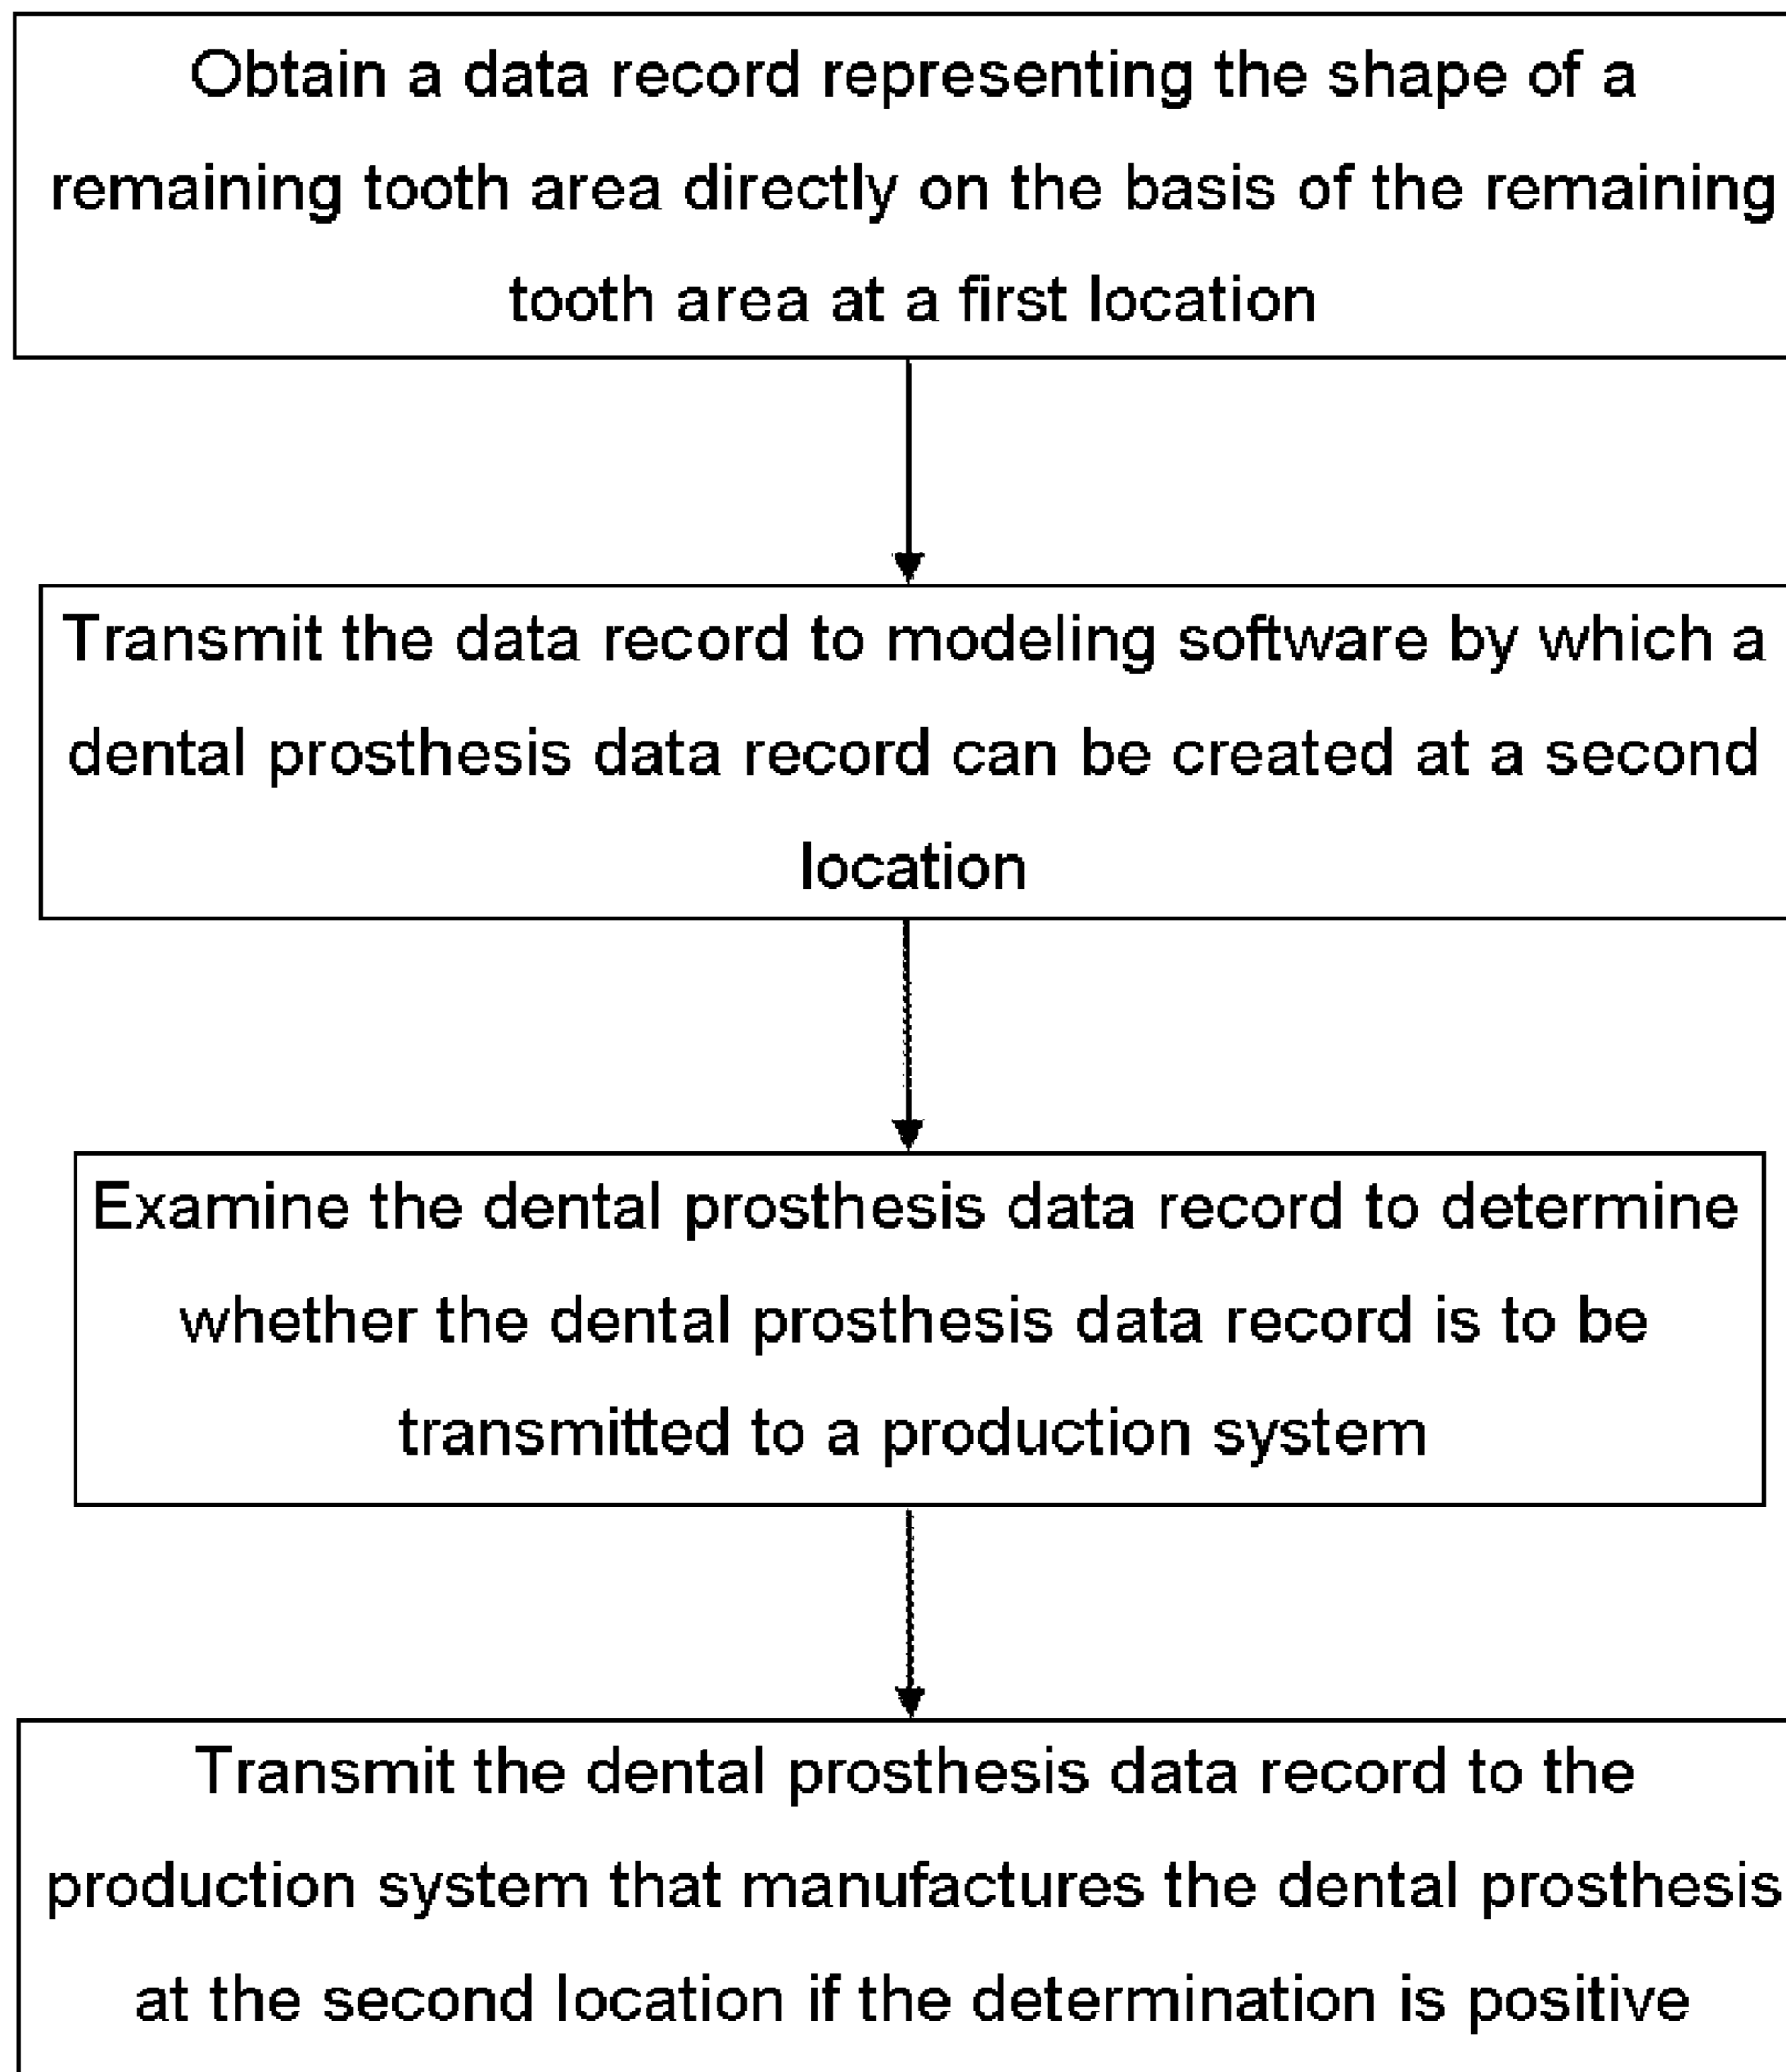 Obtain a data record representing the shape of a
remaining tooth area directly on the basis of the remaining
tooth area at a first location
Transmit the data record to modeling software by which a
dental prosthesis data record can be created at a second
location
Examine the dental prosthesis data record to determine
whether the dental prosthesis data record is to be
transmitted to a production system
Transmit the dental prosthesis data record to the
production system that manufactures the dental prosthesis
at the second location if the determination is positive